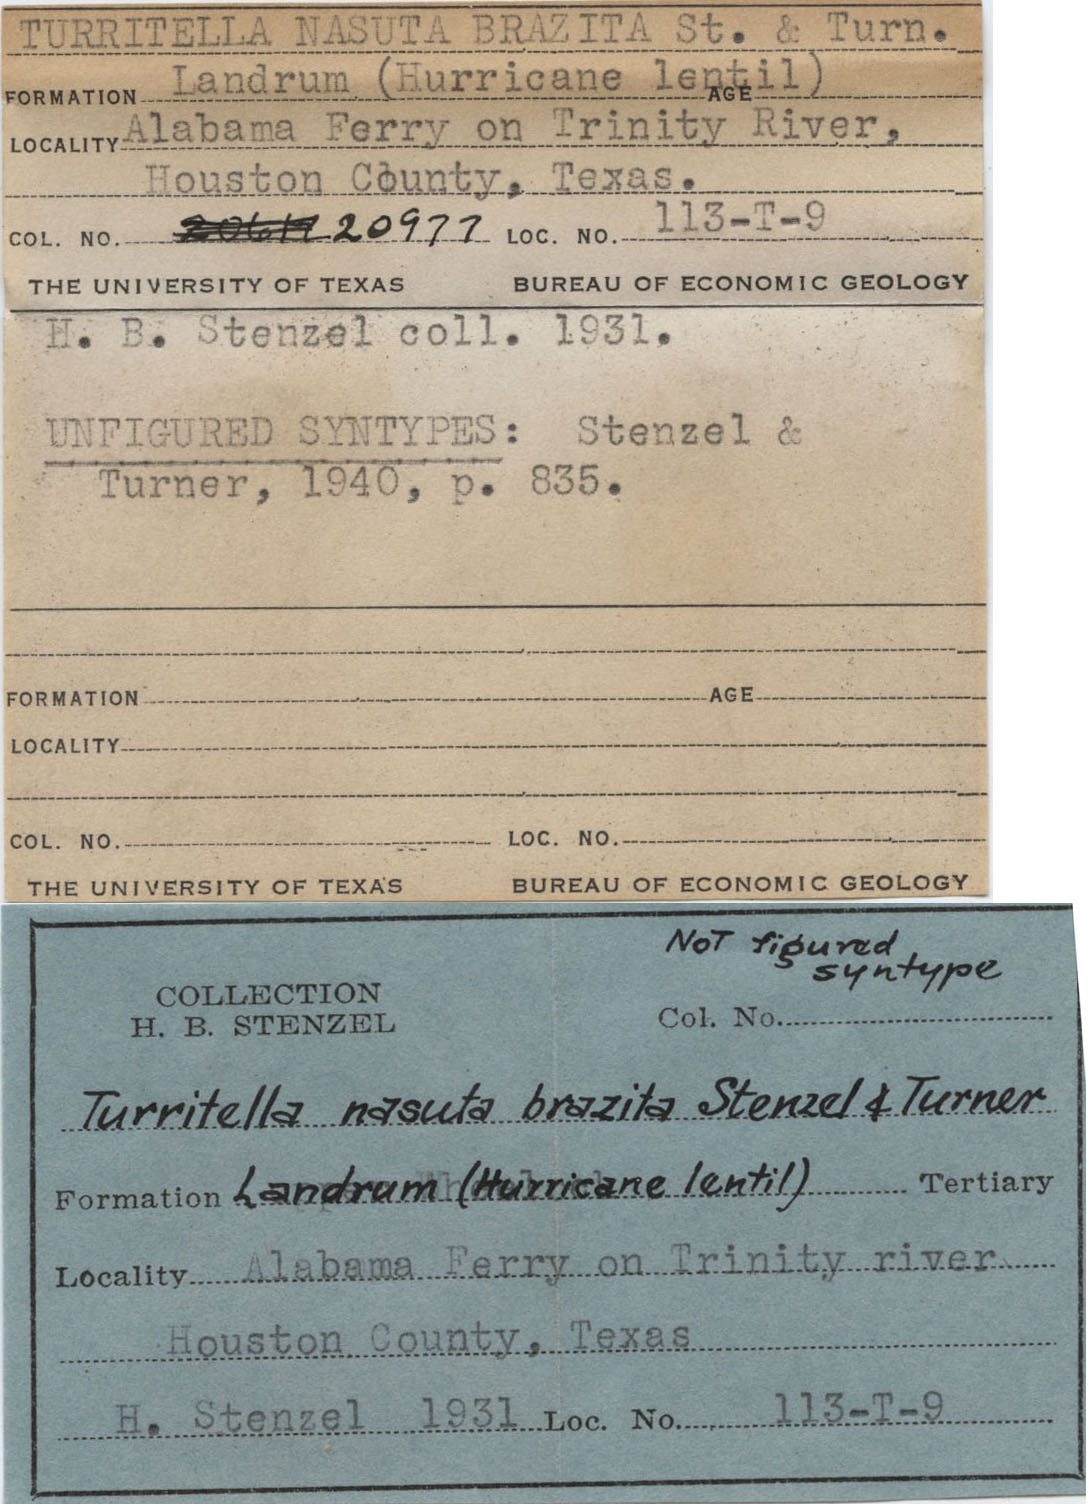 TURRITELLA NASUTA BRAZITA St. & Turn.
Landrum (Hurricane lentil)
FORMATION AGE
LOCALITY Alabama Ferry on Trinity River,
Houston County, Texas.
COL. NO. 20977 LOC. NO. 113-T-9
THE UNIVERSITY OF TEXAS BUREAU OF ECONOMIC GEOLOGY
H. B. Stenzel coll. 1931.
UNFIGURED SYNTYPES: Stenzel &
Turner, 1940, p. 835.
FORMATION AGE
LOCALITY
COL. NO. LOC. NO.
THE UNIVERSITY OF TEXAS BUREAU OF ECONOMIC GEOLOGY
Not figured
syntype
COLLECTION
H. B. STENZEL
Col. No.
Turritella nasuta brazita Stenzel & Turner
Formation Landrum (Hurricane lentil) Tertiary
Locality Alabama Ferry on Trinity river
Houston County, Texas
H. Stenzel 1931 Loc. No. 113-T-9